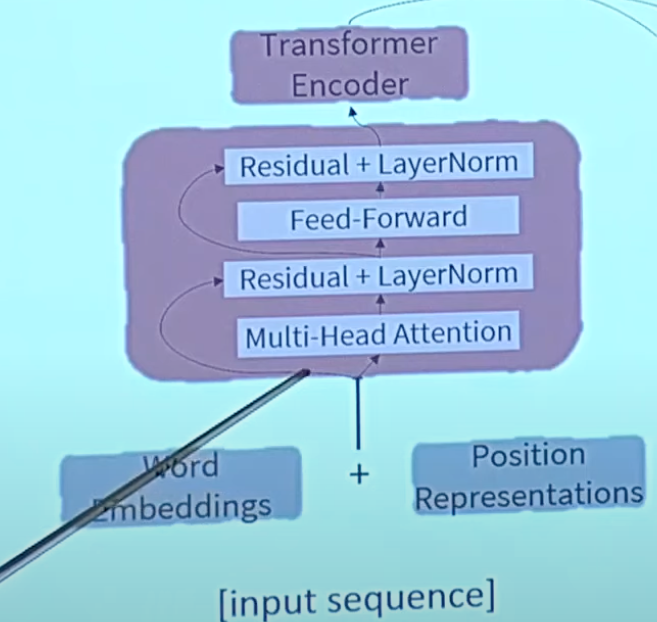 Transformer
Encoder
Residual + LayerNorm
Feed-Forward
Residual + LayerNorm
Multi-Head Attention
Word
Embeddings
+
Position
Representations
[input sequence]